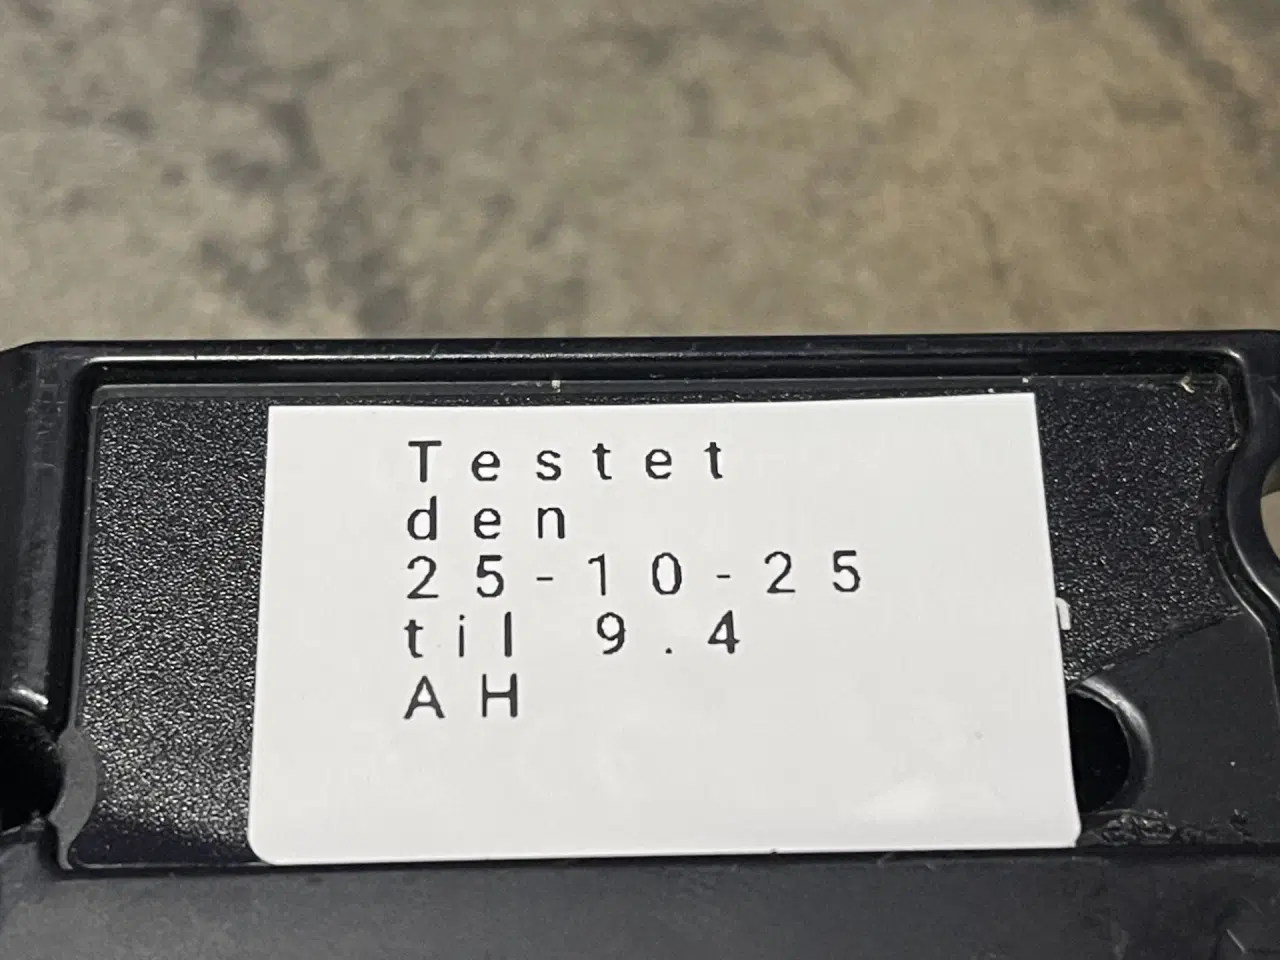 Testet
den
25-10-25
til 9.4
AH